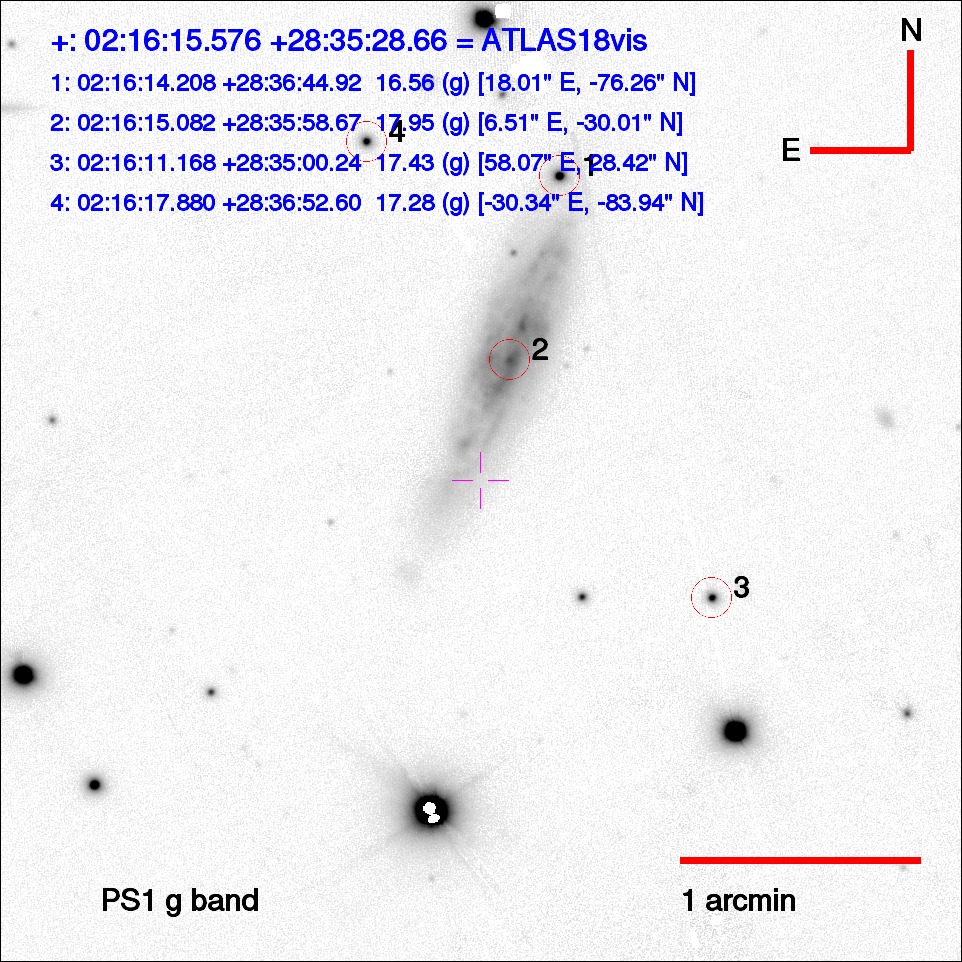 +: 02:16:15.576 +28:35:28.66 = ATLAS18vis
N
1: 02:16:14.208 +28:36:44.92 16.56 (g) [18.01" E, -76.26" N]
2: 02:16:15.082 +28:35:58.67 17.95 (g) [6.51" E, -30.01" N]
4
E
3: 02:16:11.168 +28:35:00.24 17.43 (g) [58.07" E, 28.42" N]
1
4: 02:16:17.880 +28:36:52.60 17.28 (g) [-30.34" E, -83.94" N]
2
3
PS1 g band
1 arcmin